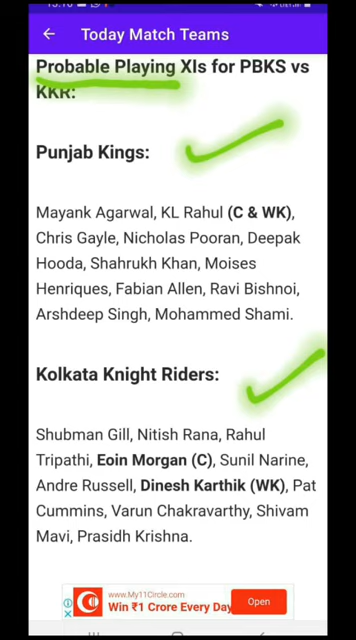 Today Match Teams
Probable Playing XIs for PBKS vs
KKR:
Punjab Kings:
Mayank Agarwal, KL Rahul (C & WK),
Chris Gayle, Nicholas Pooran, Deepak
Hooda, Shahrukh Khan, Moises
Henriques, Fabian Allen, Ravi Bishnoi,
Arshdeep Singh, Mohammed Shami.
Kolkata Knight Riders:
Shubman Gill, Nitish Rana, Rahul
Tripathi, Eoin Morgan (C), Sunil Narine,
Andre Russell, Dinesh Karthik (WK), Pat
Cummins, Varun Chakravarthy, Shivam
Mavi, Prasidh Krishna.
www.My11Circle.com
Win ₹1 Crore Every Day
Open